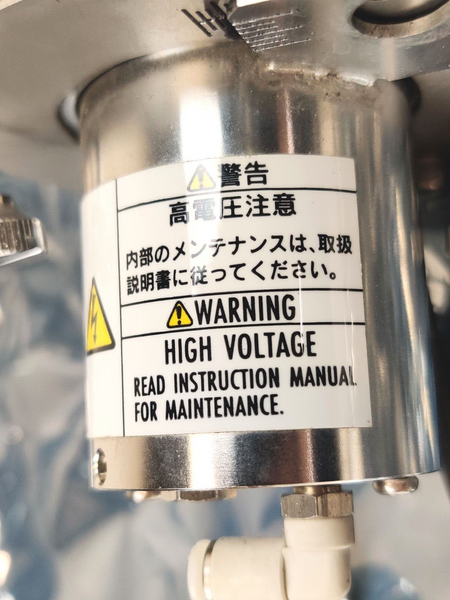 警告
高電圧注意
内部のメンテナンスは、取扱
説明書に従ってください。
WARNING
HIGH VOLTAGE
READ INSTRUCTION MANUAL
FOR MAINTENANCE.